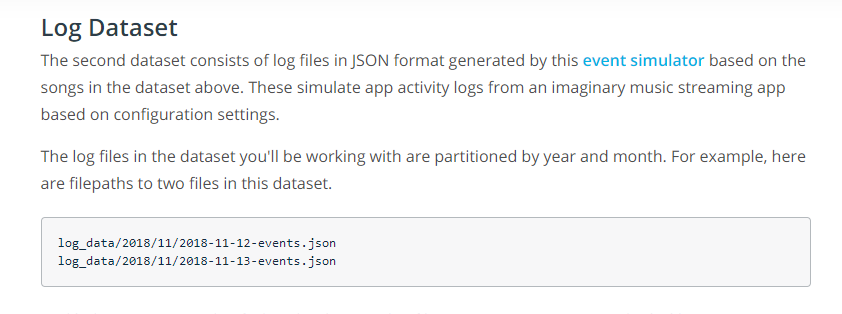 Log Dataset
The second dataset consists of log files in JSON format generated by this event simulator based on the
songs in the dataset above. These simulate app activity logs from an imaginary music streaming app
based on configuration settings.
The log files in the dataset you'll be working with are partitioned by year and month. For example, here
are filepaths to two files in this dataset.
log_data/2018/11/2018-11-12-events.json
log_data/2018/11/2018-11-13-events.json